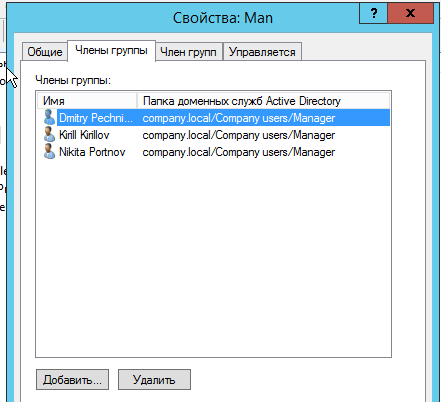 Свойства: Man
?
x
Общие Члены группы Член групп Управляется
Члены группы:
Имя Папка доменных служб Active Directory
Dmitry Pechni... company.local/Company users/Manager
Kirill Kirillov company.local/Company users/Manager
Nikita Portnov company.local/Company users/Manager
Добавить... Удалить